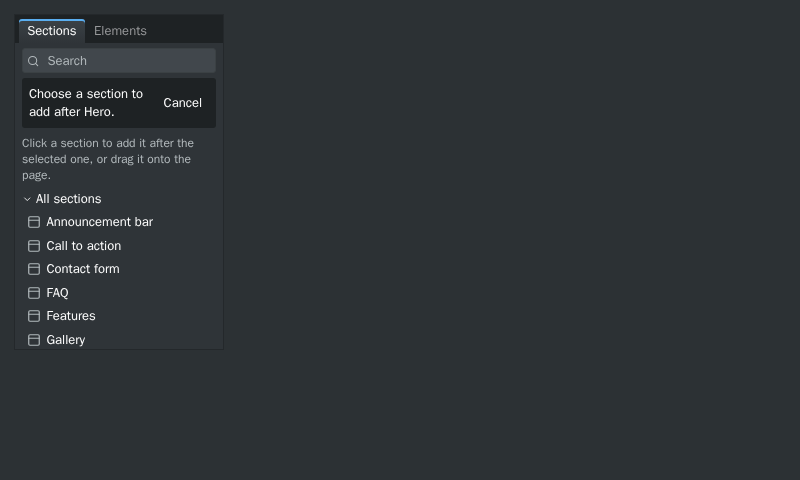 Sections Elements
Search
Choose a section to
add after Hero.
Cancel
Click a section to add it after the
selected one, or drag it onto the
page.
All sections
Announcement bar
Call to action
Contact form
FAQ
Features
Gallery